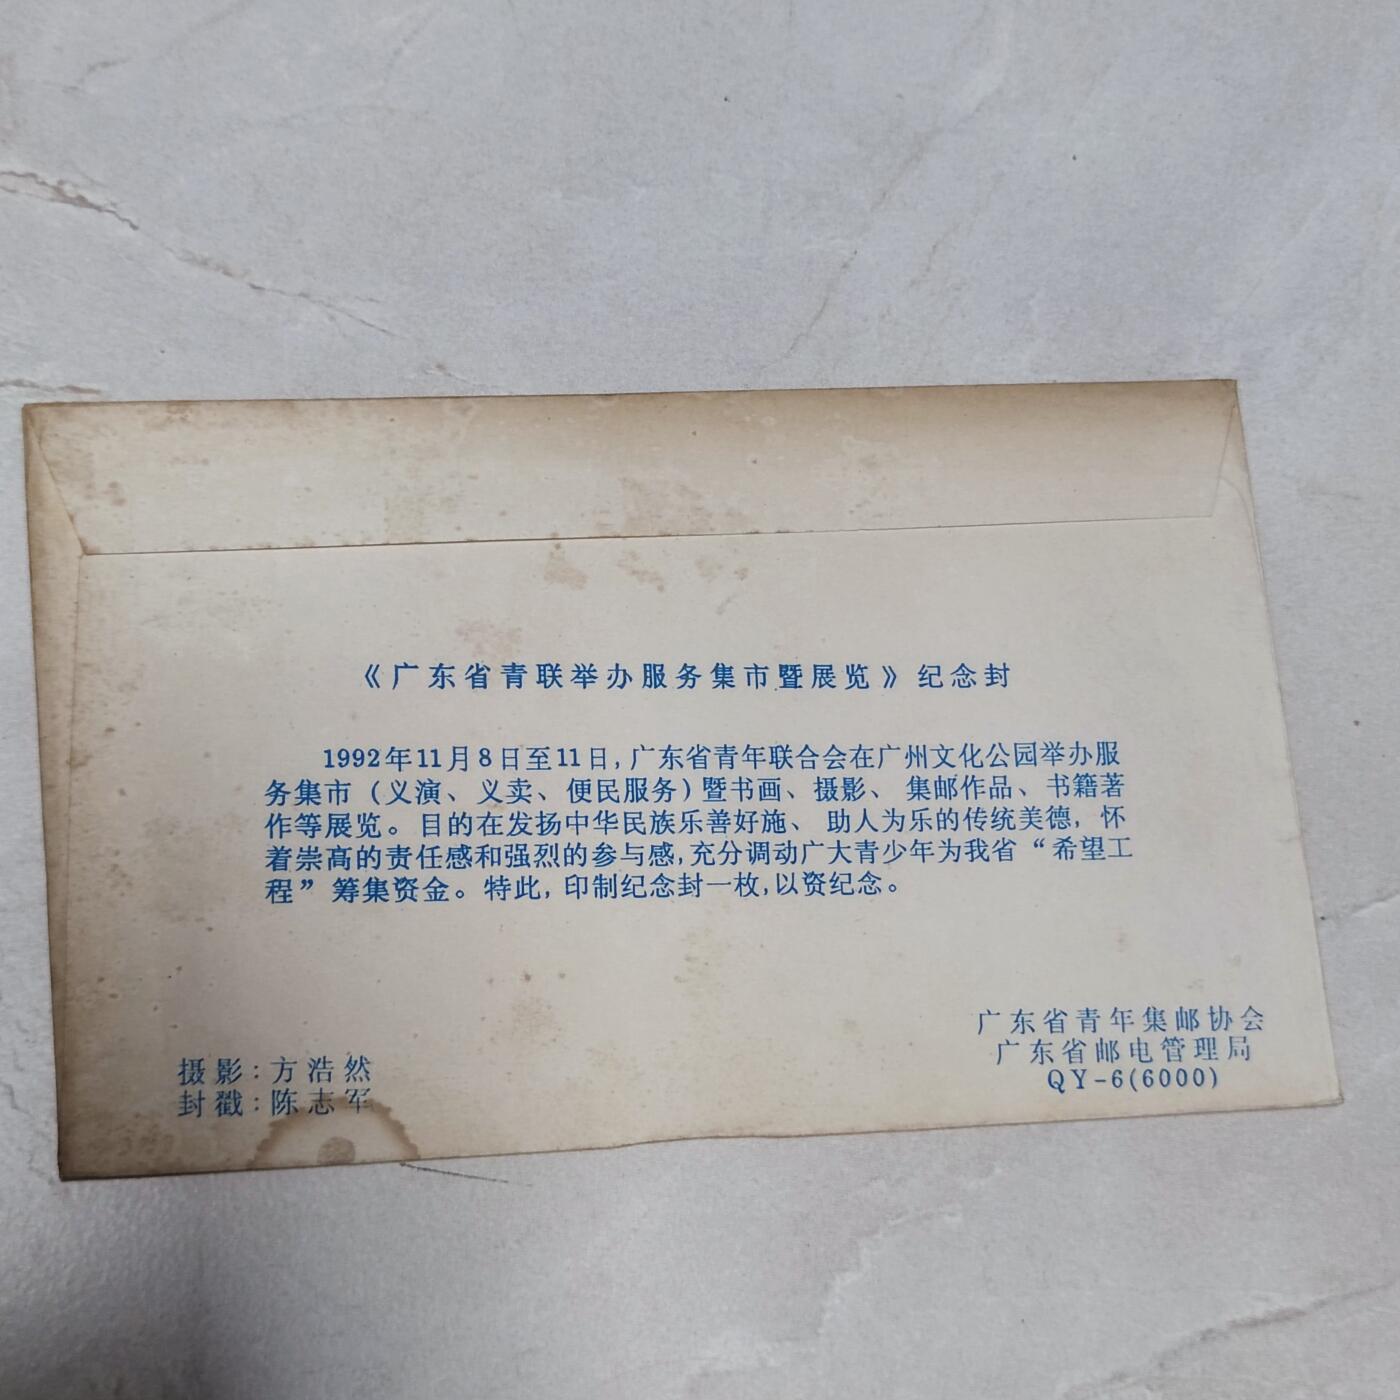 《广东省青联举办服务集市暨展览》纪念封
1992年11月8日至11日,广东省青年联合会在广州文化公园举办服
务集市(义演、义卖、便民服务)暨书画、摄影、集邮作品、书籍著
作等展览。目的在发扬中华民族乐善好施、助人为乐的传统美德,怀
着崇高的责任感和强烈的参与感,充分调动广大青少年为我省“希望工
程”筹集资金。特此,印制纪念封一枚,以资纪念。
广东省青年集邮协会
广东省邮电管理局
QY-6(6000)
摄影:方浩然
封戳:陈志军